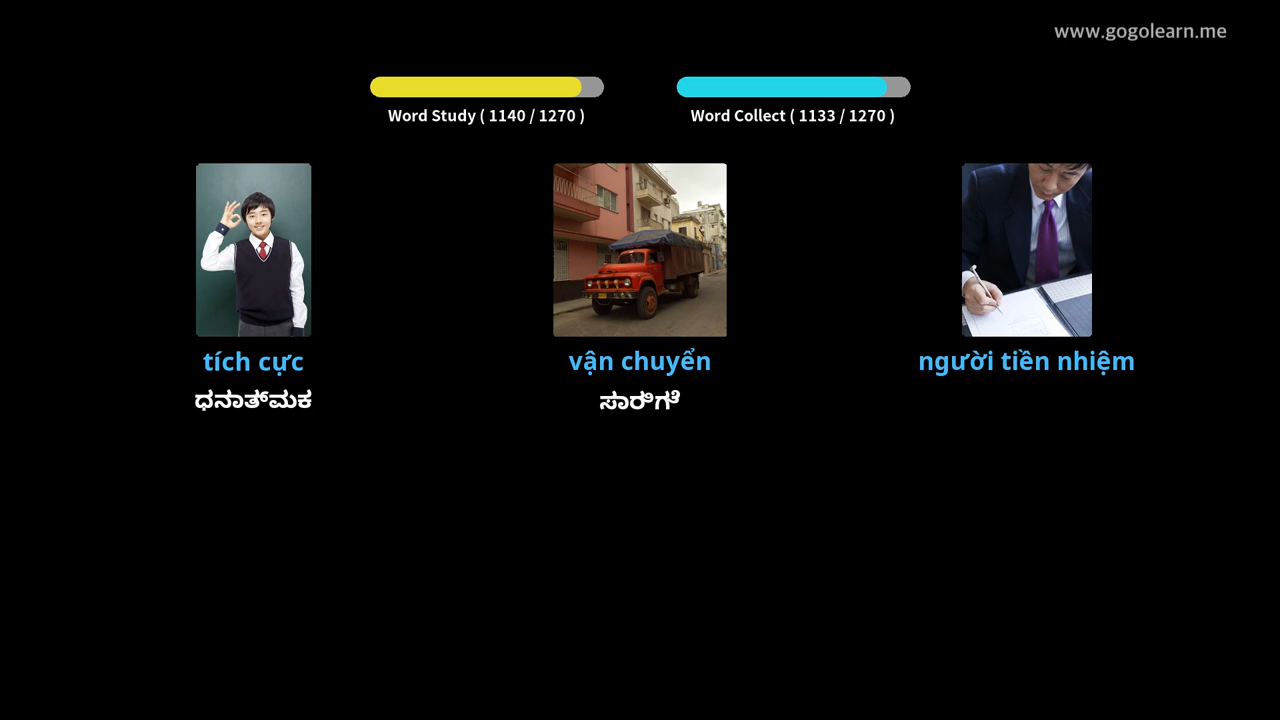 www.gogolearn.me
Word Study ( 1140 / 1270 )
Word Collect ( 1133 / 1270 )
tích cực
vận chuyển
người tiền nhiệm
ಧನಾತ್ಮಕ
ಸಾರಿಗೆ